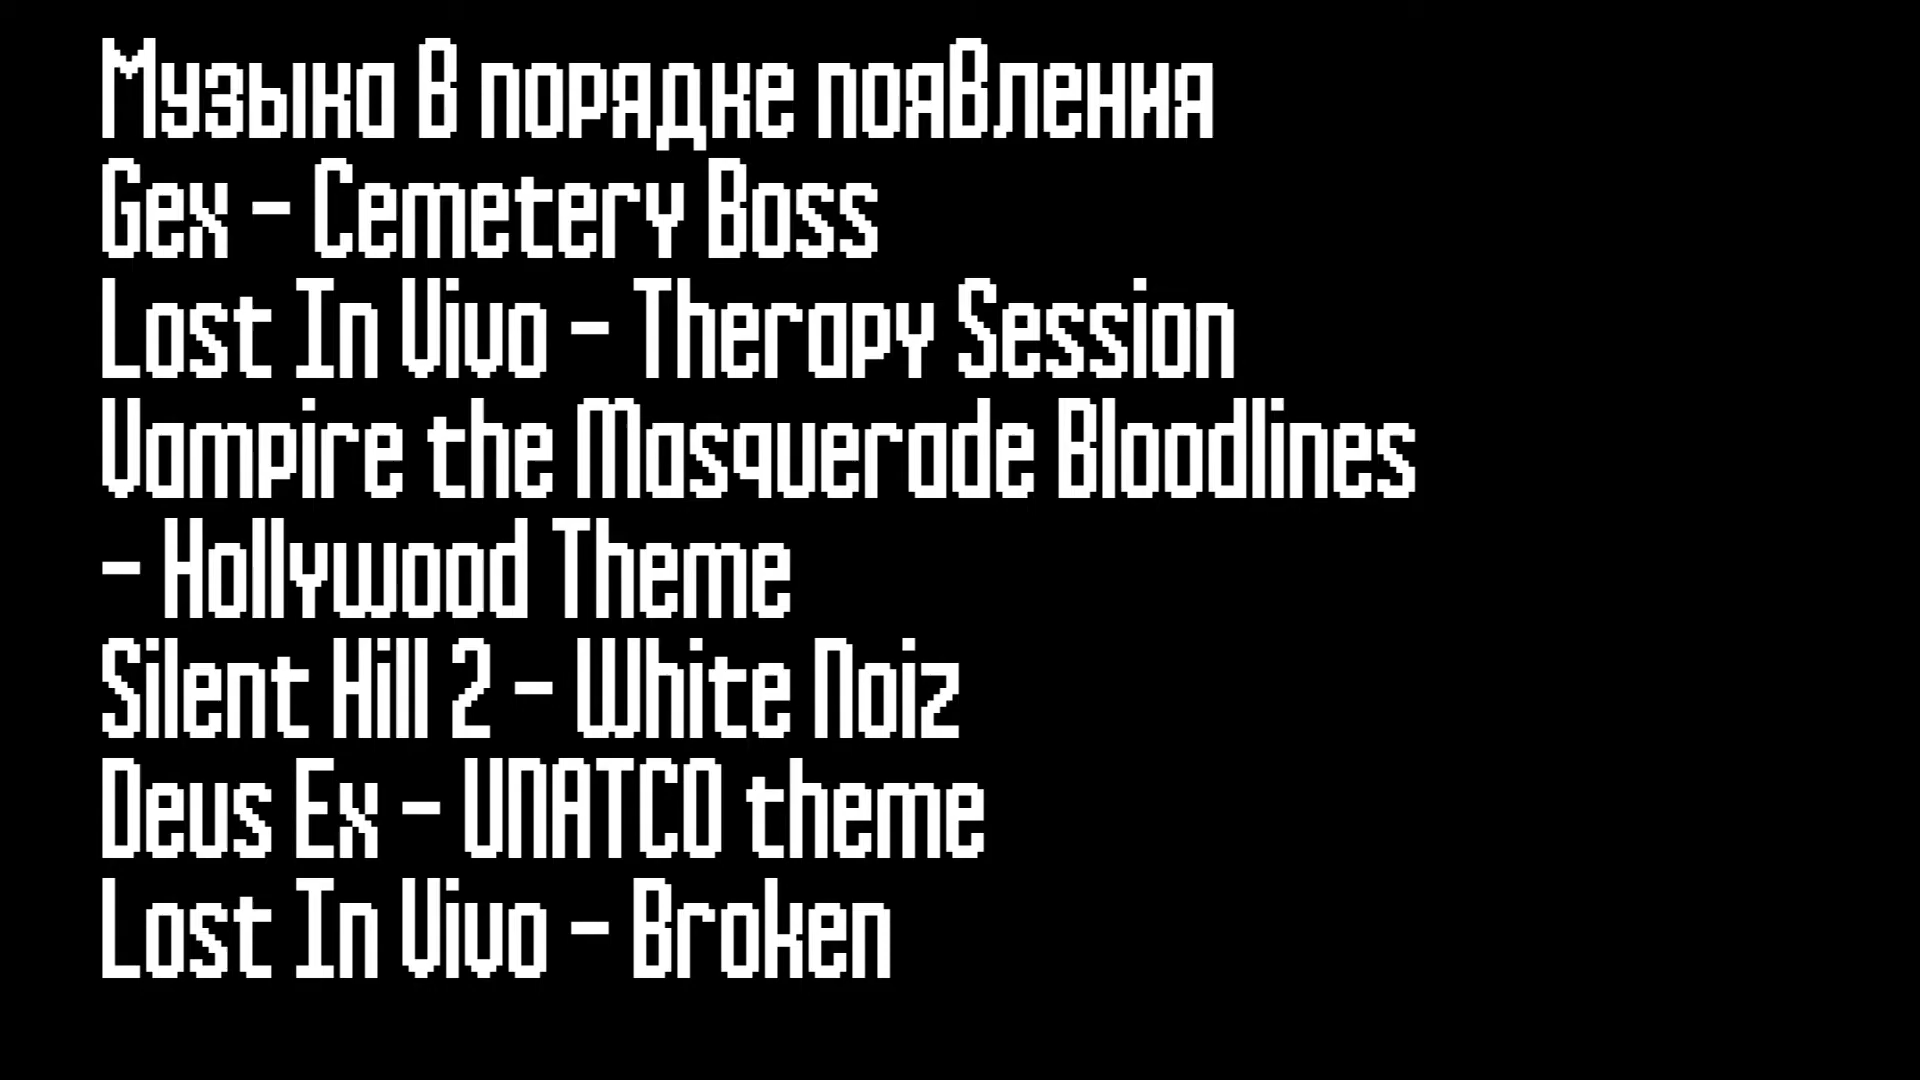 Музыка в порядке появления
Gex - Cemetery Boss
Lost In Vivo - Therapy Session
Vampire the Masquerade Bloodlines
- Hollywood Theme
Silent Hill 2 - White Noiz
Deus Ex - UNATCO theme
Lost In Vivo - Broken